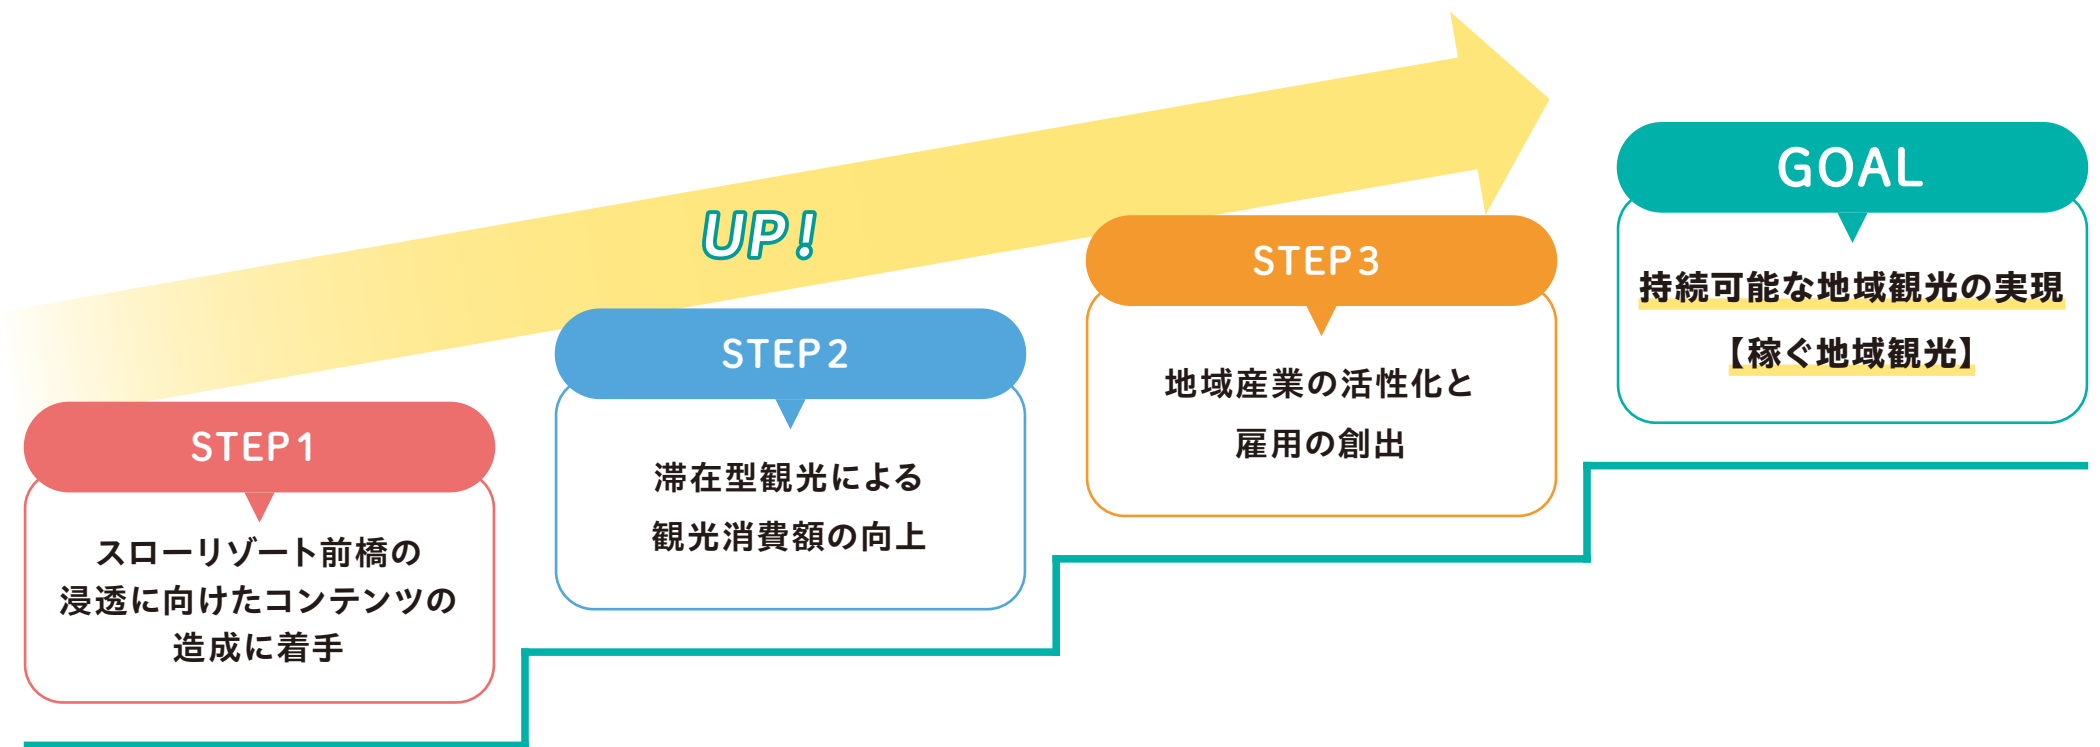 UP!
STEP1
スローリゾート前橋の
浸透に向けたコンテンツの
造成に着手
STEP2
滞在型観光による
観光消費額の向上
STEP3
地域産業の活性化と
雇用の創出
GOAL
持続可能な地域観光の実現
【稼ぐ地域観光】